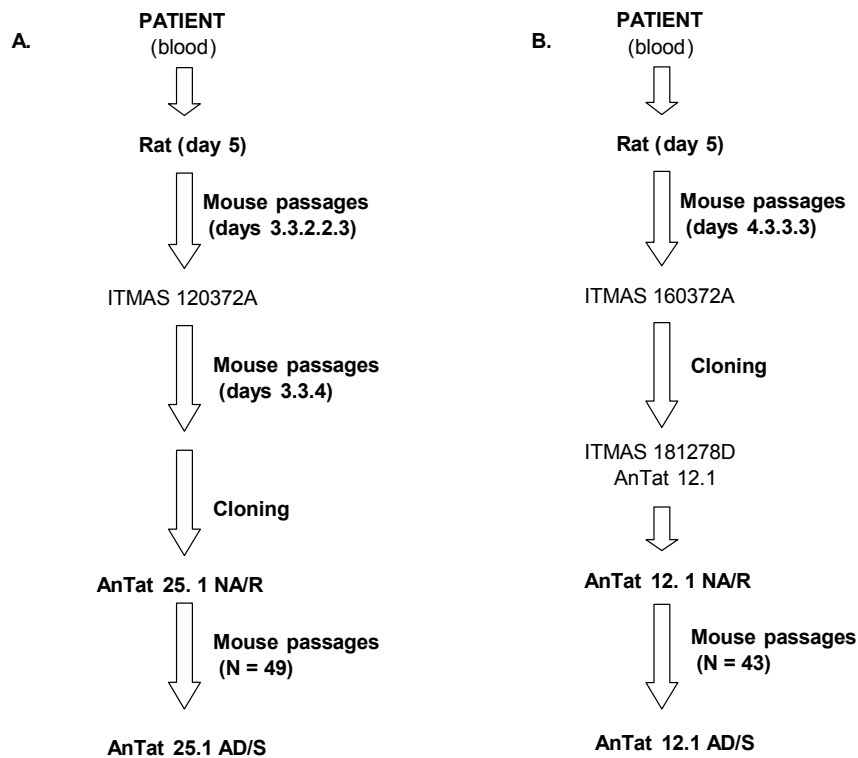 A.
PATIENT
(blood)
Rat (day 5)
Mouse passages
(days 3.3.2.2.3)
ITMAS 120372A
Mouse passages
(days 3.3.4)
Cloning
AnTat 25. 1 NA/R
Mouse passages
(N = 49)
AnTat 25.1 AD/S
B.
PATIENT
(blood)
Rat (day 5)
Mouse passages
(days 4.3.3.3)
ITMAS 160372A
Cloning
ITMAS 181278D
AnTat 12.1
AnTat 12. 1 NA/R
Mouse passages
(N = 43)
AnTat 12.1 AD/S